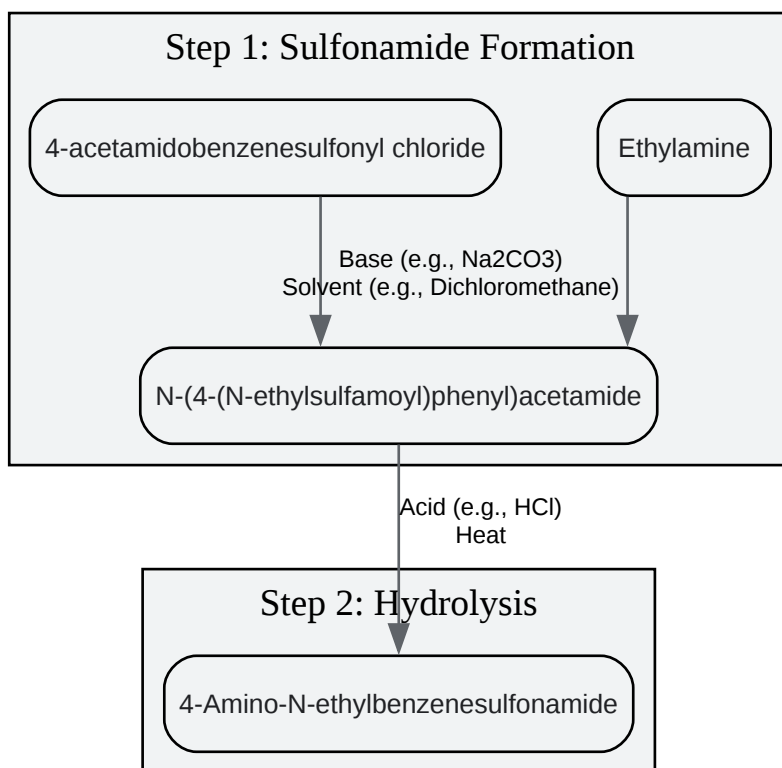 Step 1: Sulfonamide Formation
4-acetamidobenzenesulfonyl chloride
Ethylamine
Base (e.g., Na2CO3)
Solvent (e.g., Dichloromethane)
N-(4-(N-ethylsulfamoyl)phenyl)acetamide
Acid (e.g., HCl)
Heat
Step 2: Hydrolysis
4-Amino-N-ethylbenzenesulfonamide